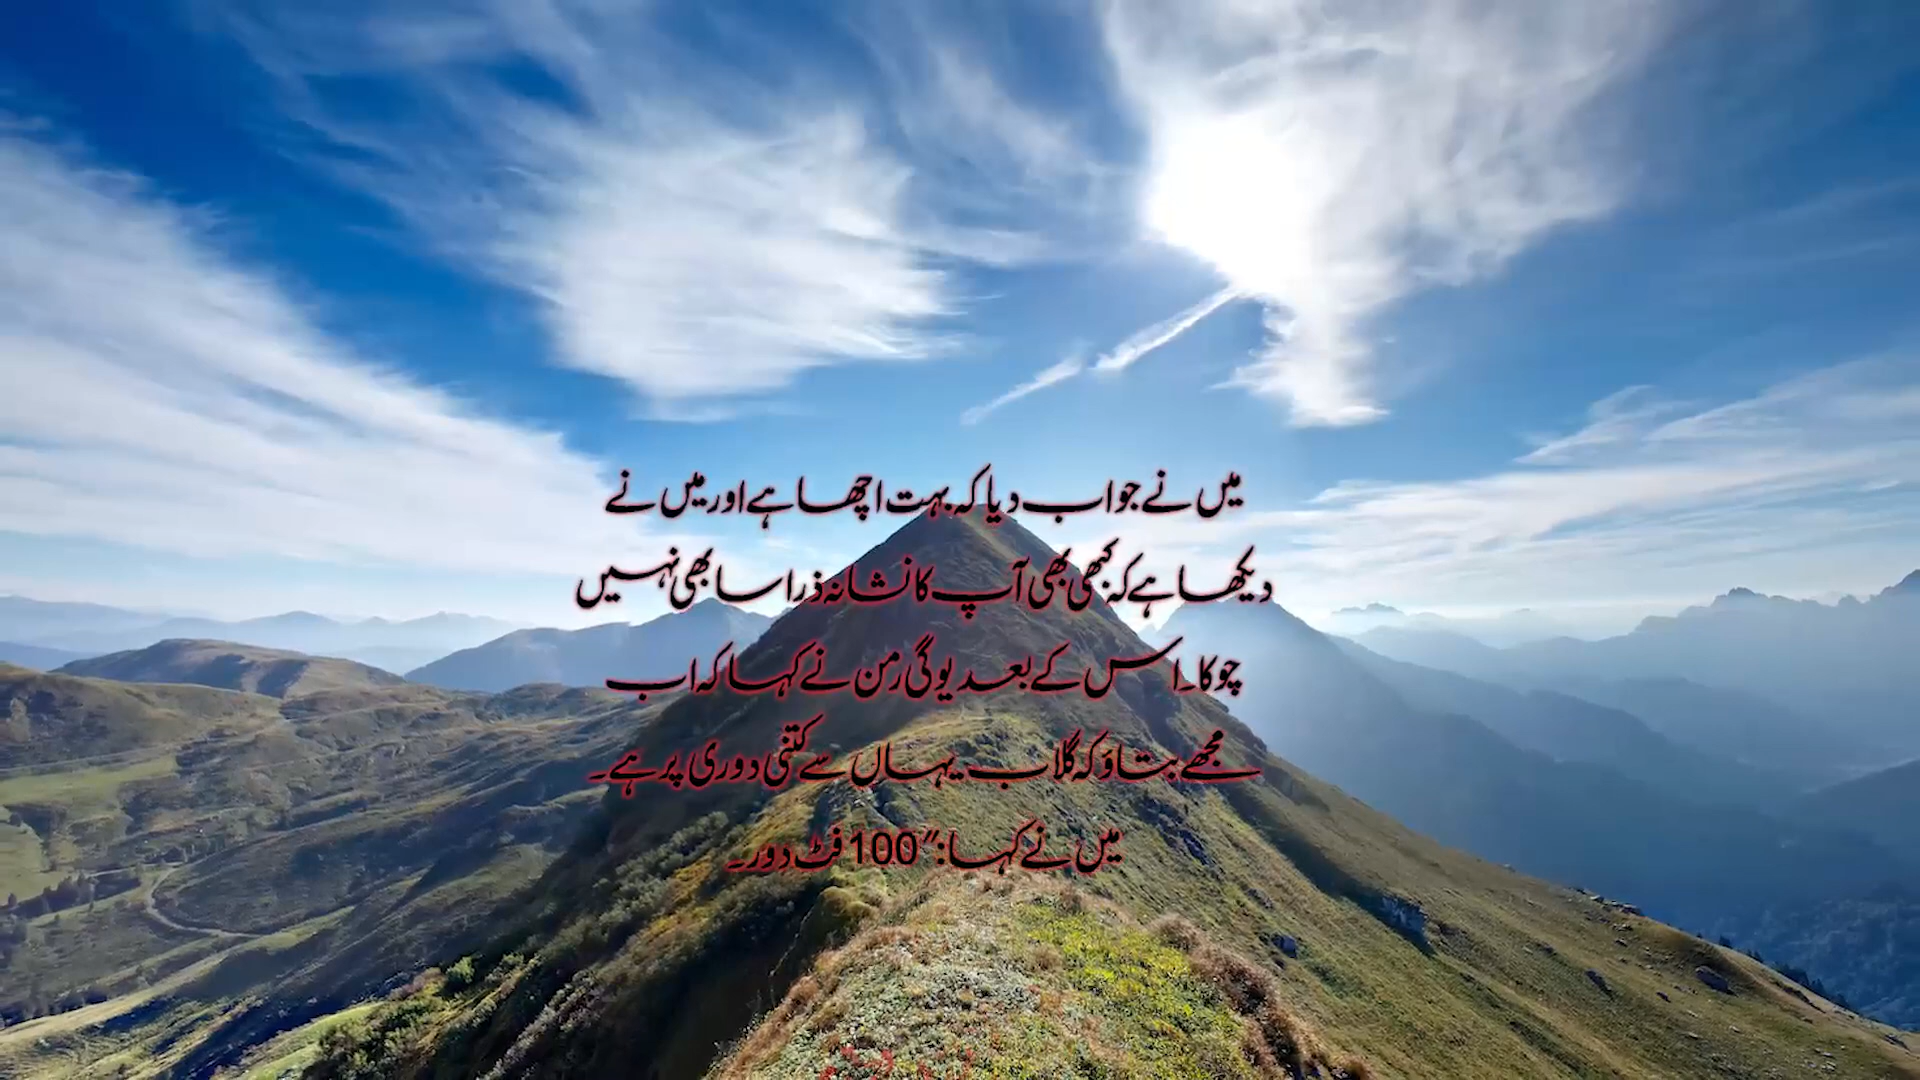 میں نے جواب دیا کہ بہت اچھا ہے اور میں نے
دیکھا ہے کہ کبھی بھی آپ کا نشانہ ذرا سا بھی نہیں
چوکا۔ اس کے بعد یوگی رمن نے کہا کہ اب
مجھے بتاؤ کہ گلاب یہاں سے کتنی دوری پر ہے۔
میں نے کہا: "100 فٹ دور۔